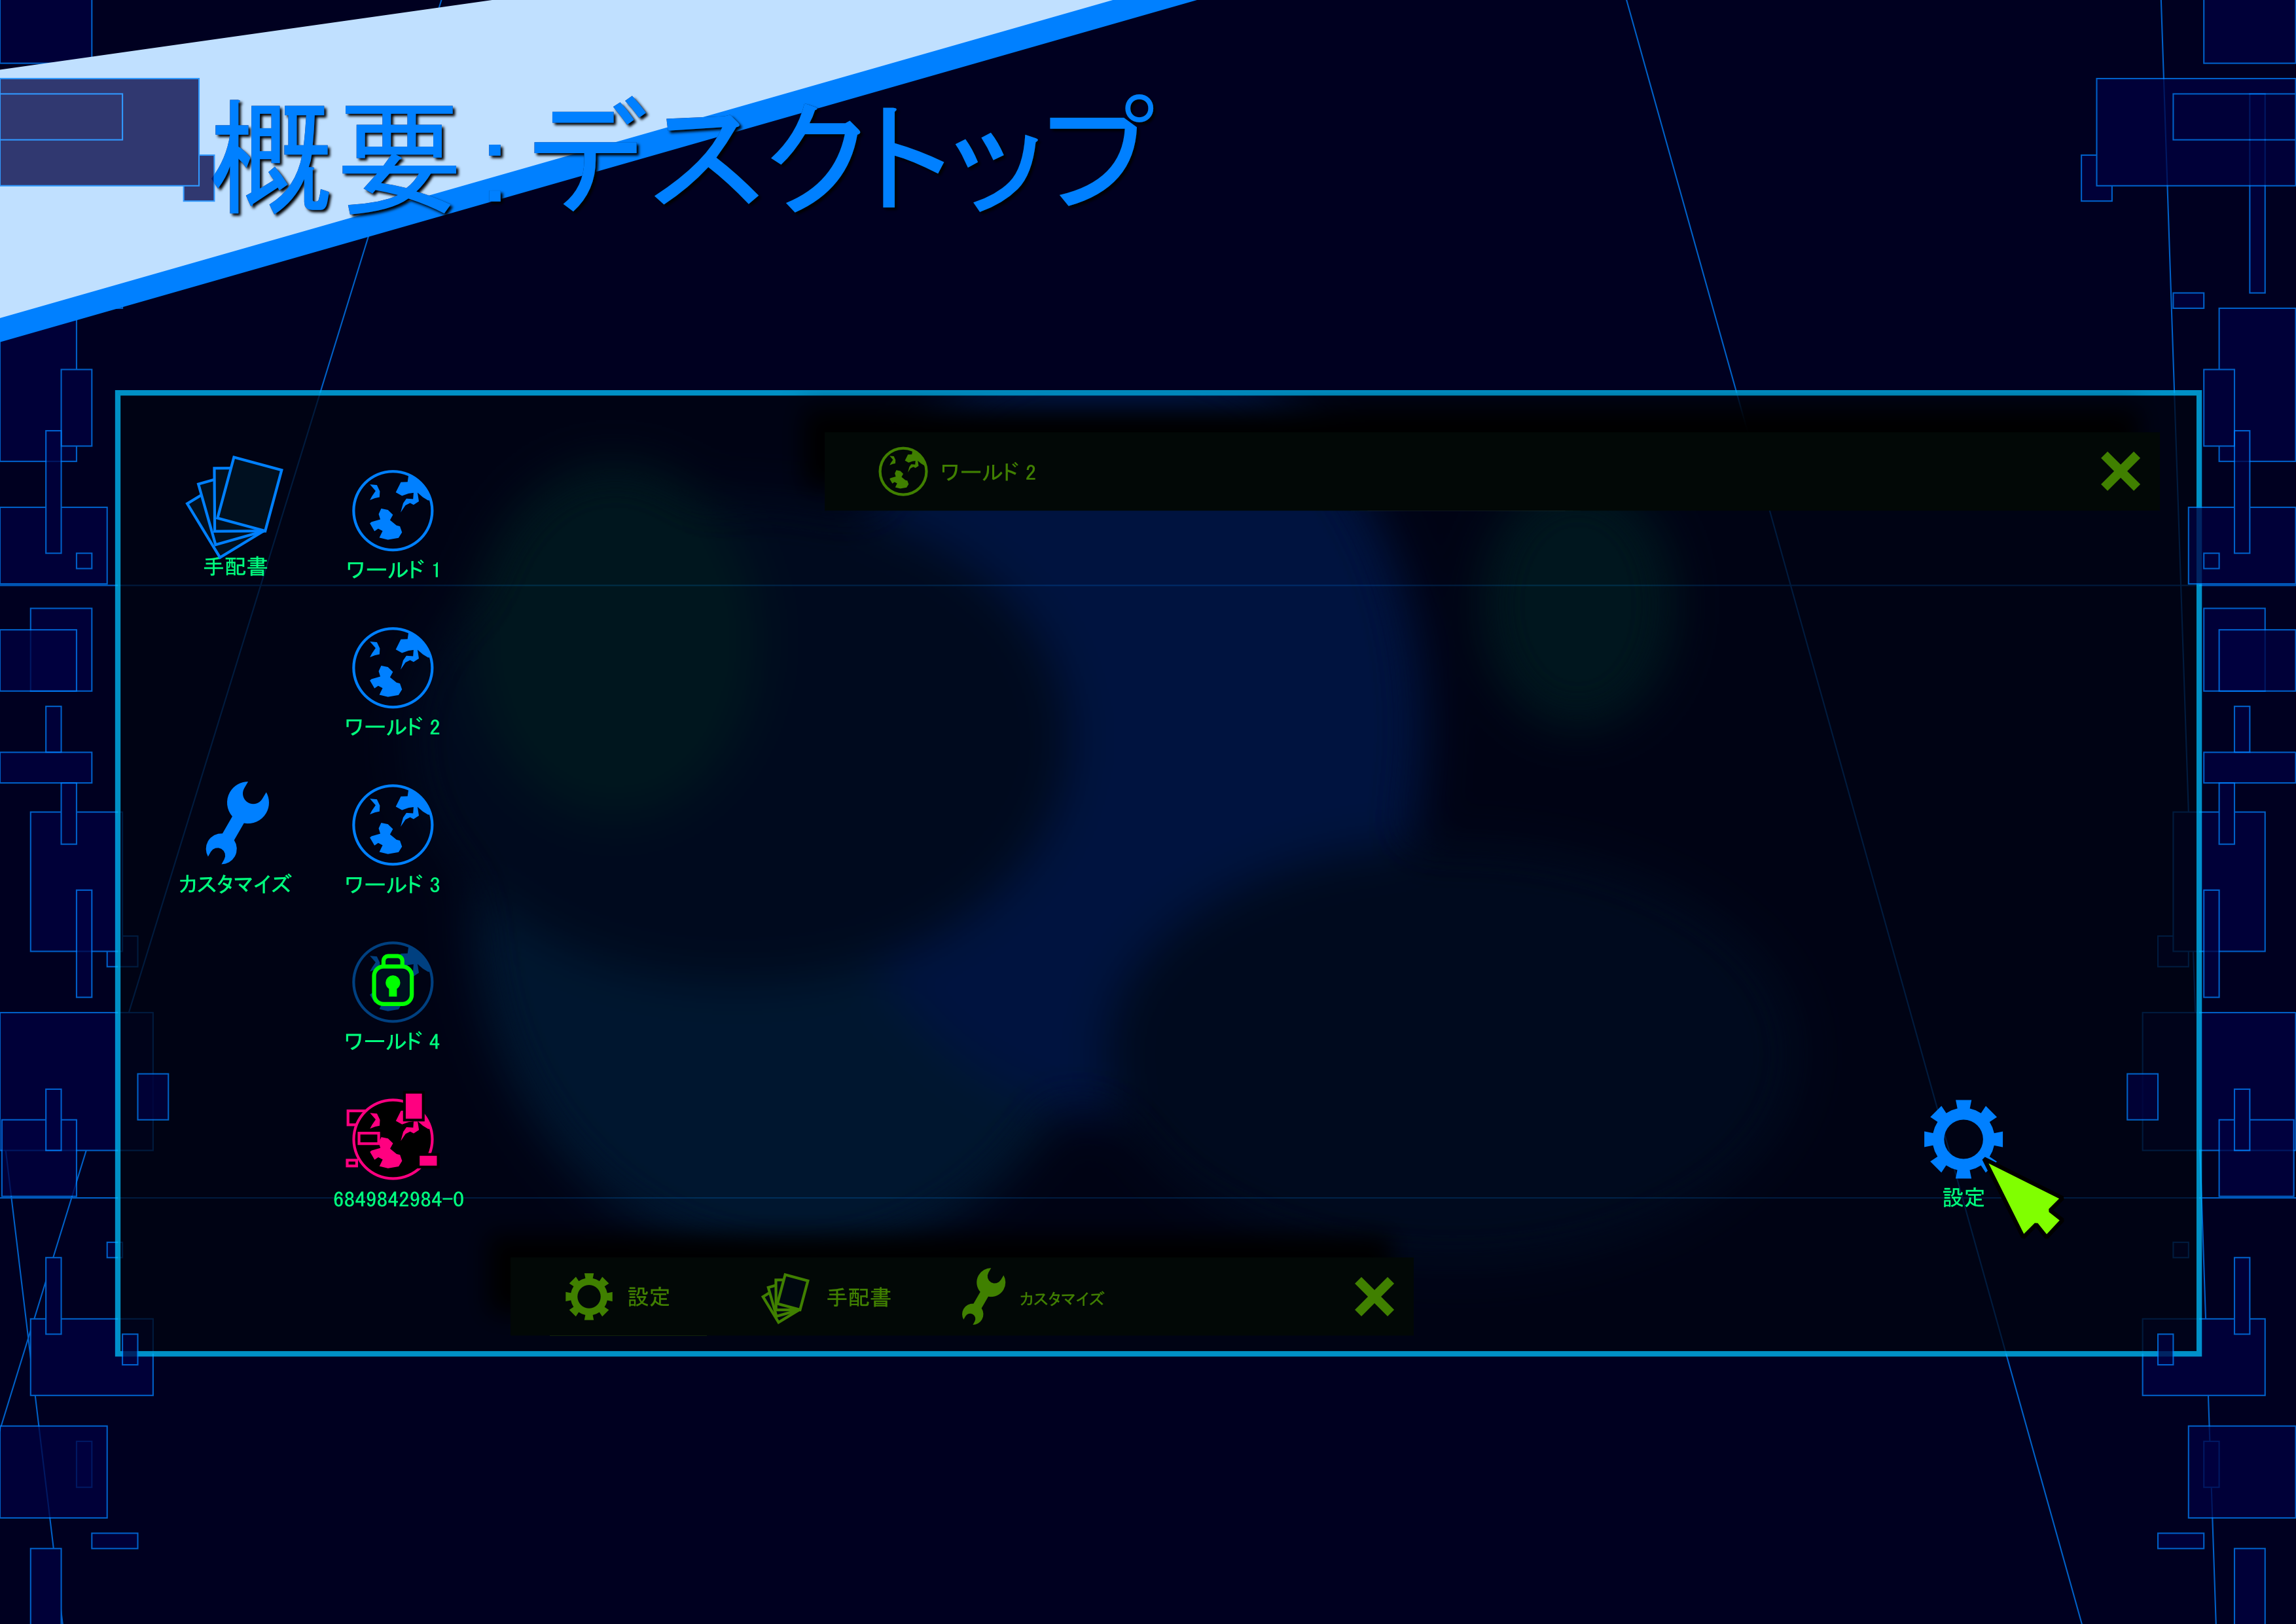 概要:デスクトップ
ワールド 2
手配書
ワールド 1
ワールド 2
カスタマイズ
ワールド 3
ワールド 4
6849842984-0
設定
設定
手配書
カスタマイズ